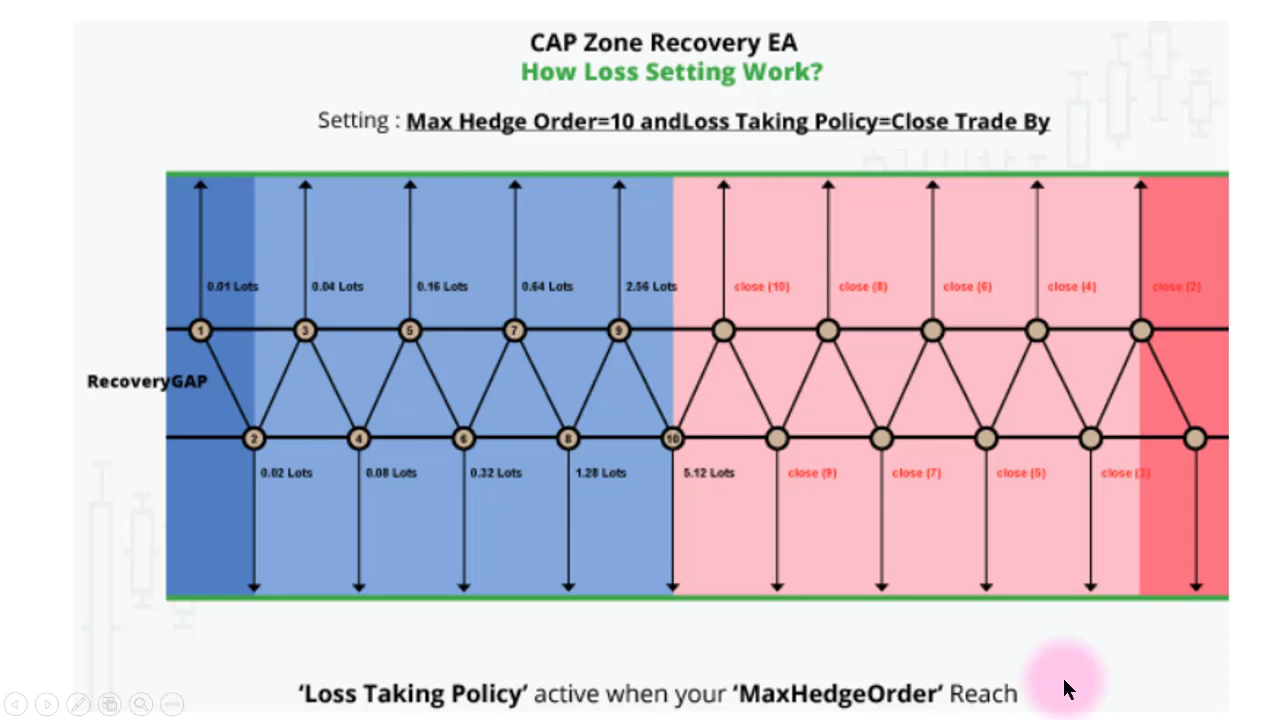 CAP Zone Recovery EA
How Loss Setting Work?
Setting : Max Hedge Order=10 andLoss Taking Policy=Close Trade By
0.01 Lots 0.04 Lots 0.16 Lots 0.64 Lots 2.56 Lots close (10) close (8) close (6) close (4) close (2)
1 3 5 7 9
RecoveryGAP
2 4 6 8 10
0.02 Lots 0.08 Lots 0.32 Lots 1.28 Lots 5.12 Lots close (9) close (7) close (5) close (3)
‘Loss Taking Policy’ active when your ‘MaxHedgeOrder’ Reach